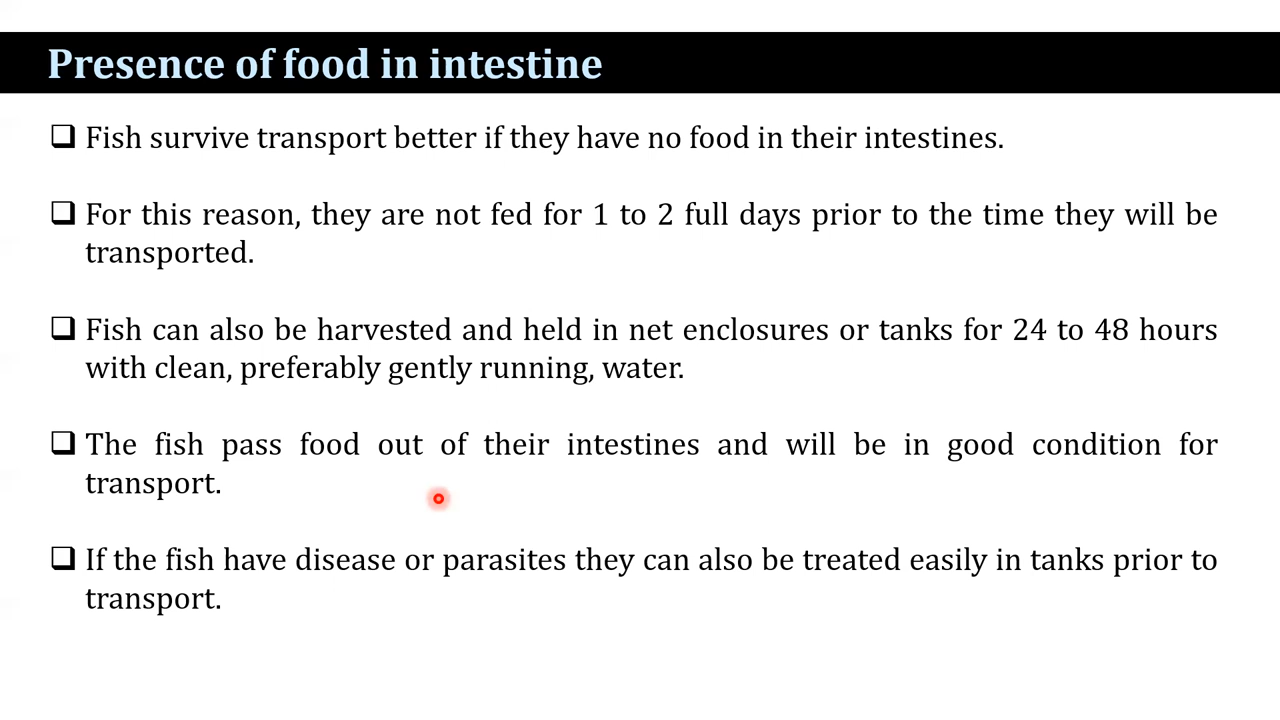 Presence of food in intestine
❑ Fish survive transport better if they have no food in their intestines.
❑ For this reason, they are not fed for 1 to 2 full days prior to the time they will be
transported.
❑ Fish can also be harvested and held in net enclosures or tanks for 24 to 48 hours
with clean, preferably gently running, water.
❑ The fish pass food out of their intestines and will be in good condition for
transport.
❑ If the fish have disease or parasites they can also be treated easily in tanks prior to
transport.